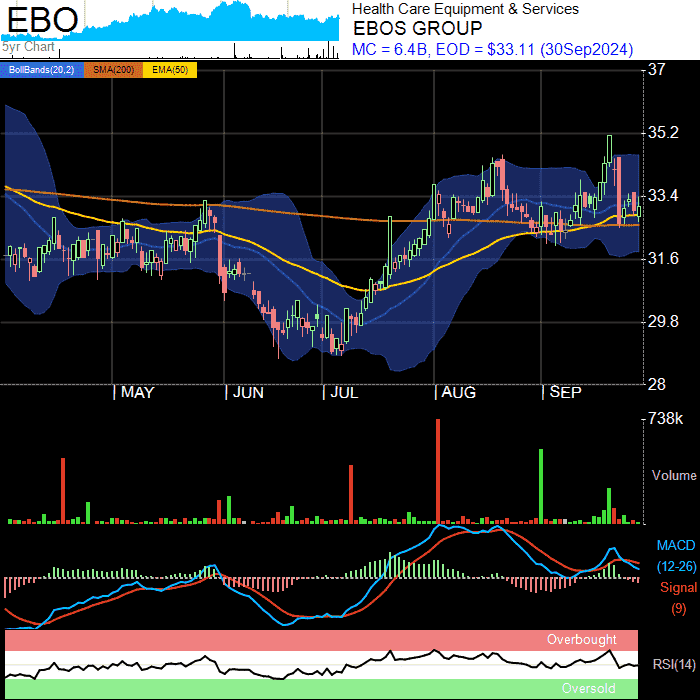 EBO
5yr Chart
Health Care Equipment & Services
EBOS GROUP
MC = 6.4B, EOD = $33.11 (30Sep2024)
BollBands(20,2) SMA(200) EMA(50)
37
35.2
33.4
31.6
29.8
28
MAY JUN JUL AUG SEP
738k
Volume
MACD
(12-26)
Signal
(9)
Overbought
RSI(14)
Oversold